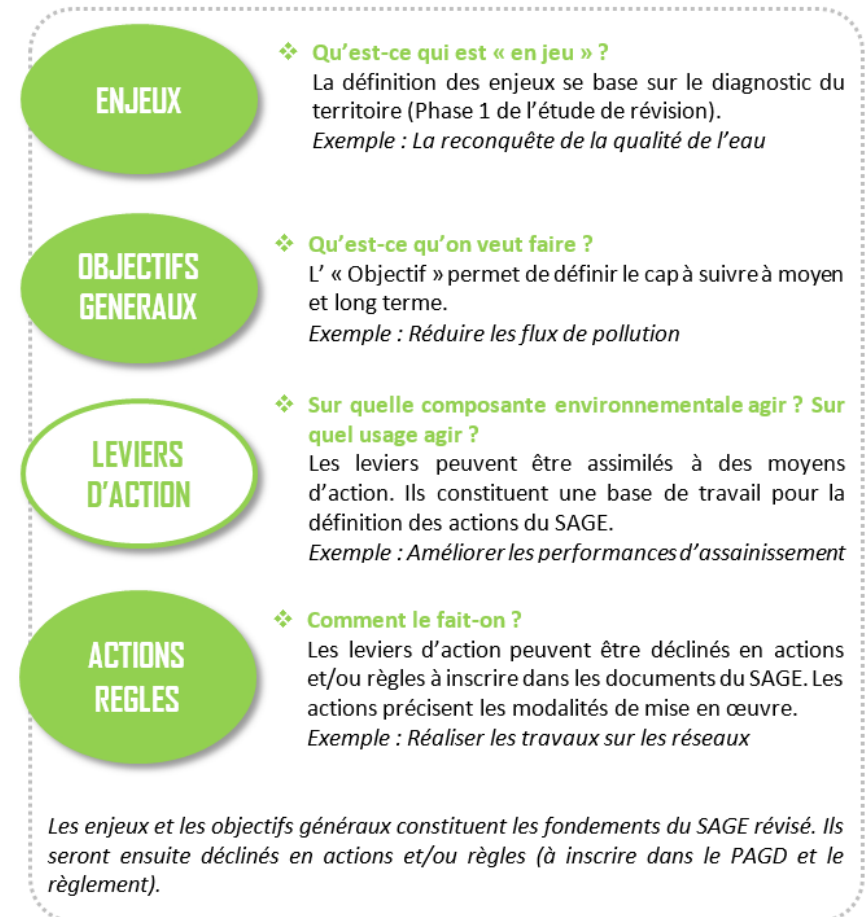 ENJEUX
❖ Qu’est-ce qui est « en jeu » ?
La définition des enjeux se base sur le diagnostic du
territoire (Phase 1 de l’étude de révision).
Exemple : La reconquête de la qualité de l’eau
OBJECTIFS
GENERAUX
❖ Qu’est-ce qu’on veut faire ?
L’ « Objectif » permet de définir le cap à suivre à moyen
et long terme.
Exemple : Réduire les flux de pollution
LEVIERS
D’ACTION
❖ Sur quelle composante environnementale agir ? Sur
quel usage agir ?
Les leviers peuvent être assimilés à des moyens
d’action. Ils constituent une base de travail pour la
définition des actions du SAGE.
Exemple : Améliorer les performances d’assainissement
ACTIONS
REGLES
❖ Comment le fait-on ?
Les leviers d’action peuvent être déclinés en actions
et/ou règles à inscrire dans les documents du SAGE. Les
actions précisent les modalités de mise en œuvre.
Exemple : Réaliser les travaux sur les réseaux
Les enjeux et les objectifs généraux constituent les fondements du SAGE révisé. Ils
seront ensuite déclinés en actions et/ou règles (à inscrire dans le PAGD et le
règlement).